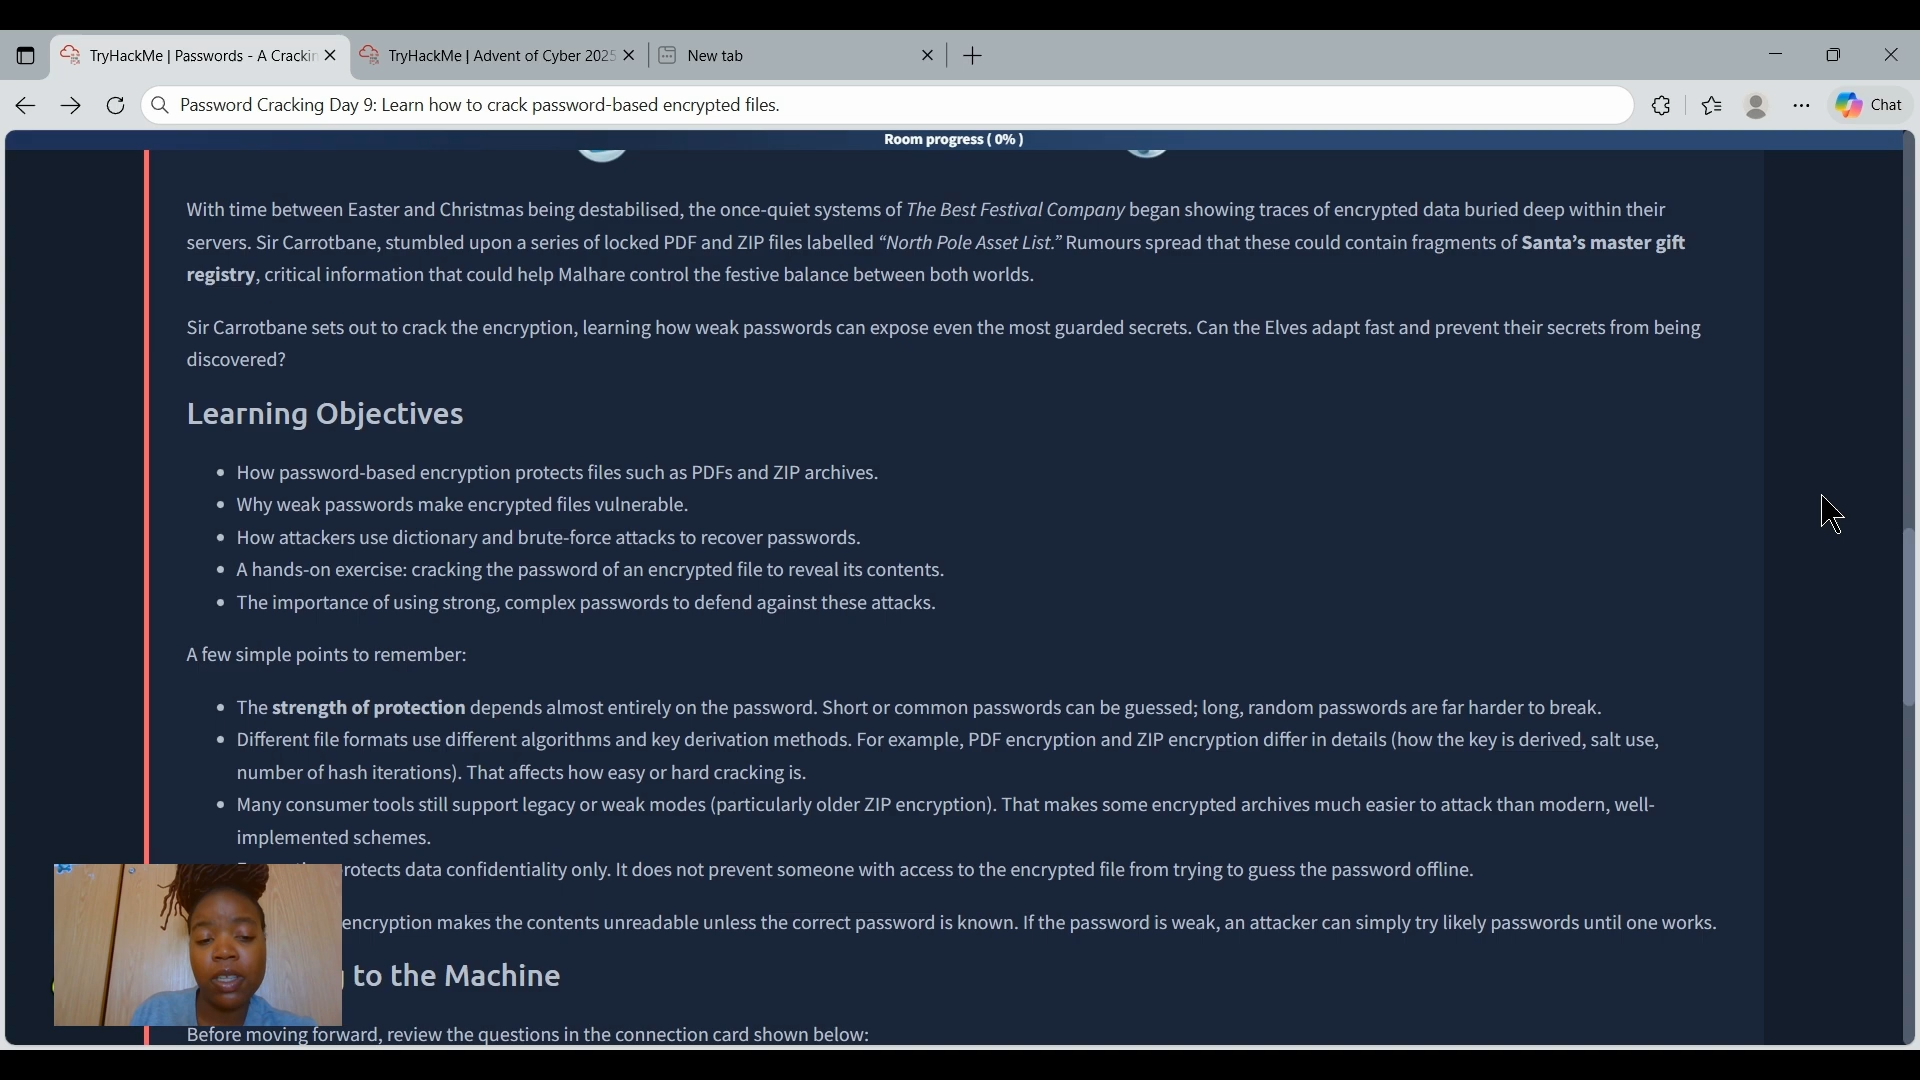 TryHackMe | Passwords - A Crackin
TryHackMe | Advent of Cyber 2025
New tab
Password Cracking Day 9: Learn how to crack password-based encrypted files.
Chat
Room progress ( 0% )
With time between Easter and Christmas being destabilised, the once-quiet systems of The Best Festival Company began showing traces of encrypted data buried deep within their
servers. Sir Carrotbane, stumbled upon a series of locked PDF and ZIP files labelled “North Pole Asset List.” Rumours spread that these could contain fragments of Santa’s master gift
registry, critical information that could help Malhare control the festive balance between both worlds.
Sir Carrotbane sets out to crack the encryption, learning how weak passwords can expose even the most guarded secrets. Can the Elves adapt fast and prevent their secrets from being
discovered?
Learning Objectives
• How password-based encryption protects files such as PDFs and ZIP archives.
• Why weak passwords make encrypted files vulnerable.
• How attackers use dictionary and brute-force attacks to recover passwords.
• A hands-on exercise: cracking the password of an encrypted file to reveal its contents.
• The importance of using strong, complex passwords to defend against these attacks.
A few simple points to remember:
• The strength of protection depends almost entirely on the password. Short or common passwords can be guessed; long, random passwords are far harder to break.
• Different file formats use different algorithms and key derivation methods. For example, PDF encryption and ZIP encryption differ in details (how the key is derived, salt use,
number of hash iterations). That affects how easy or hard cracking is.
• Many consumer tools still support legacy or weak modes (particularly older ZIP encryption). That makes some encrypted archives much easier to attack than modern, well-
implemented schemes.
rotects data confidentiality only. It does not prevent someone with access to the encrypted file from trying to guess the password offline.
encryption makes the contents unreadable unless the correct password is known. If the password is weak, an attacker can simply try likely passwords until one works.
to the Machine
Before moving forward, review the questions in the connection card shown below: